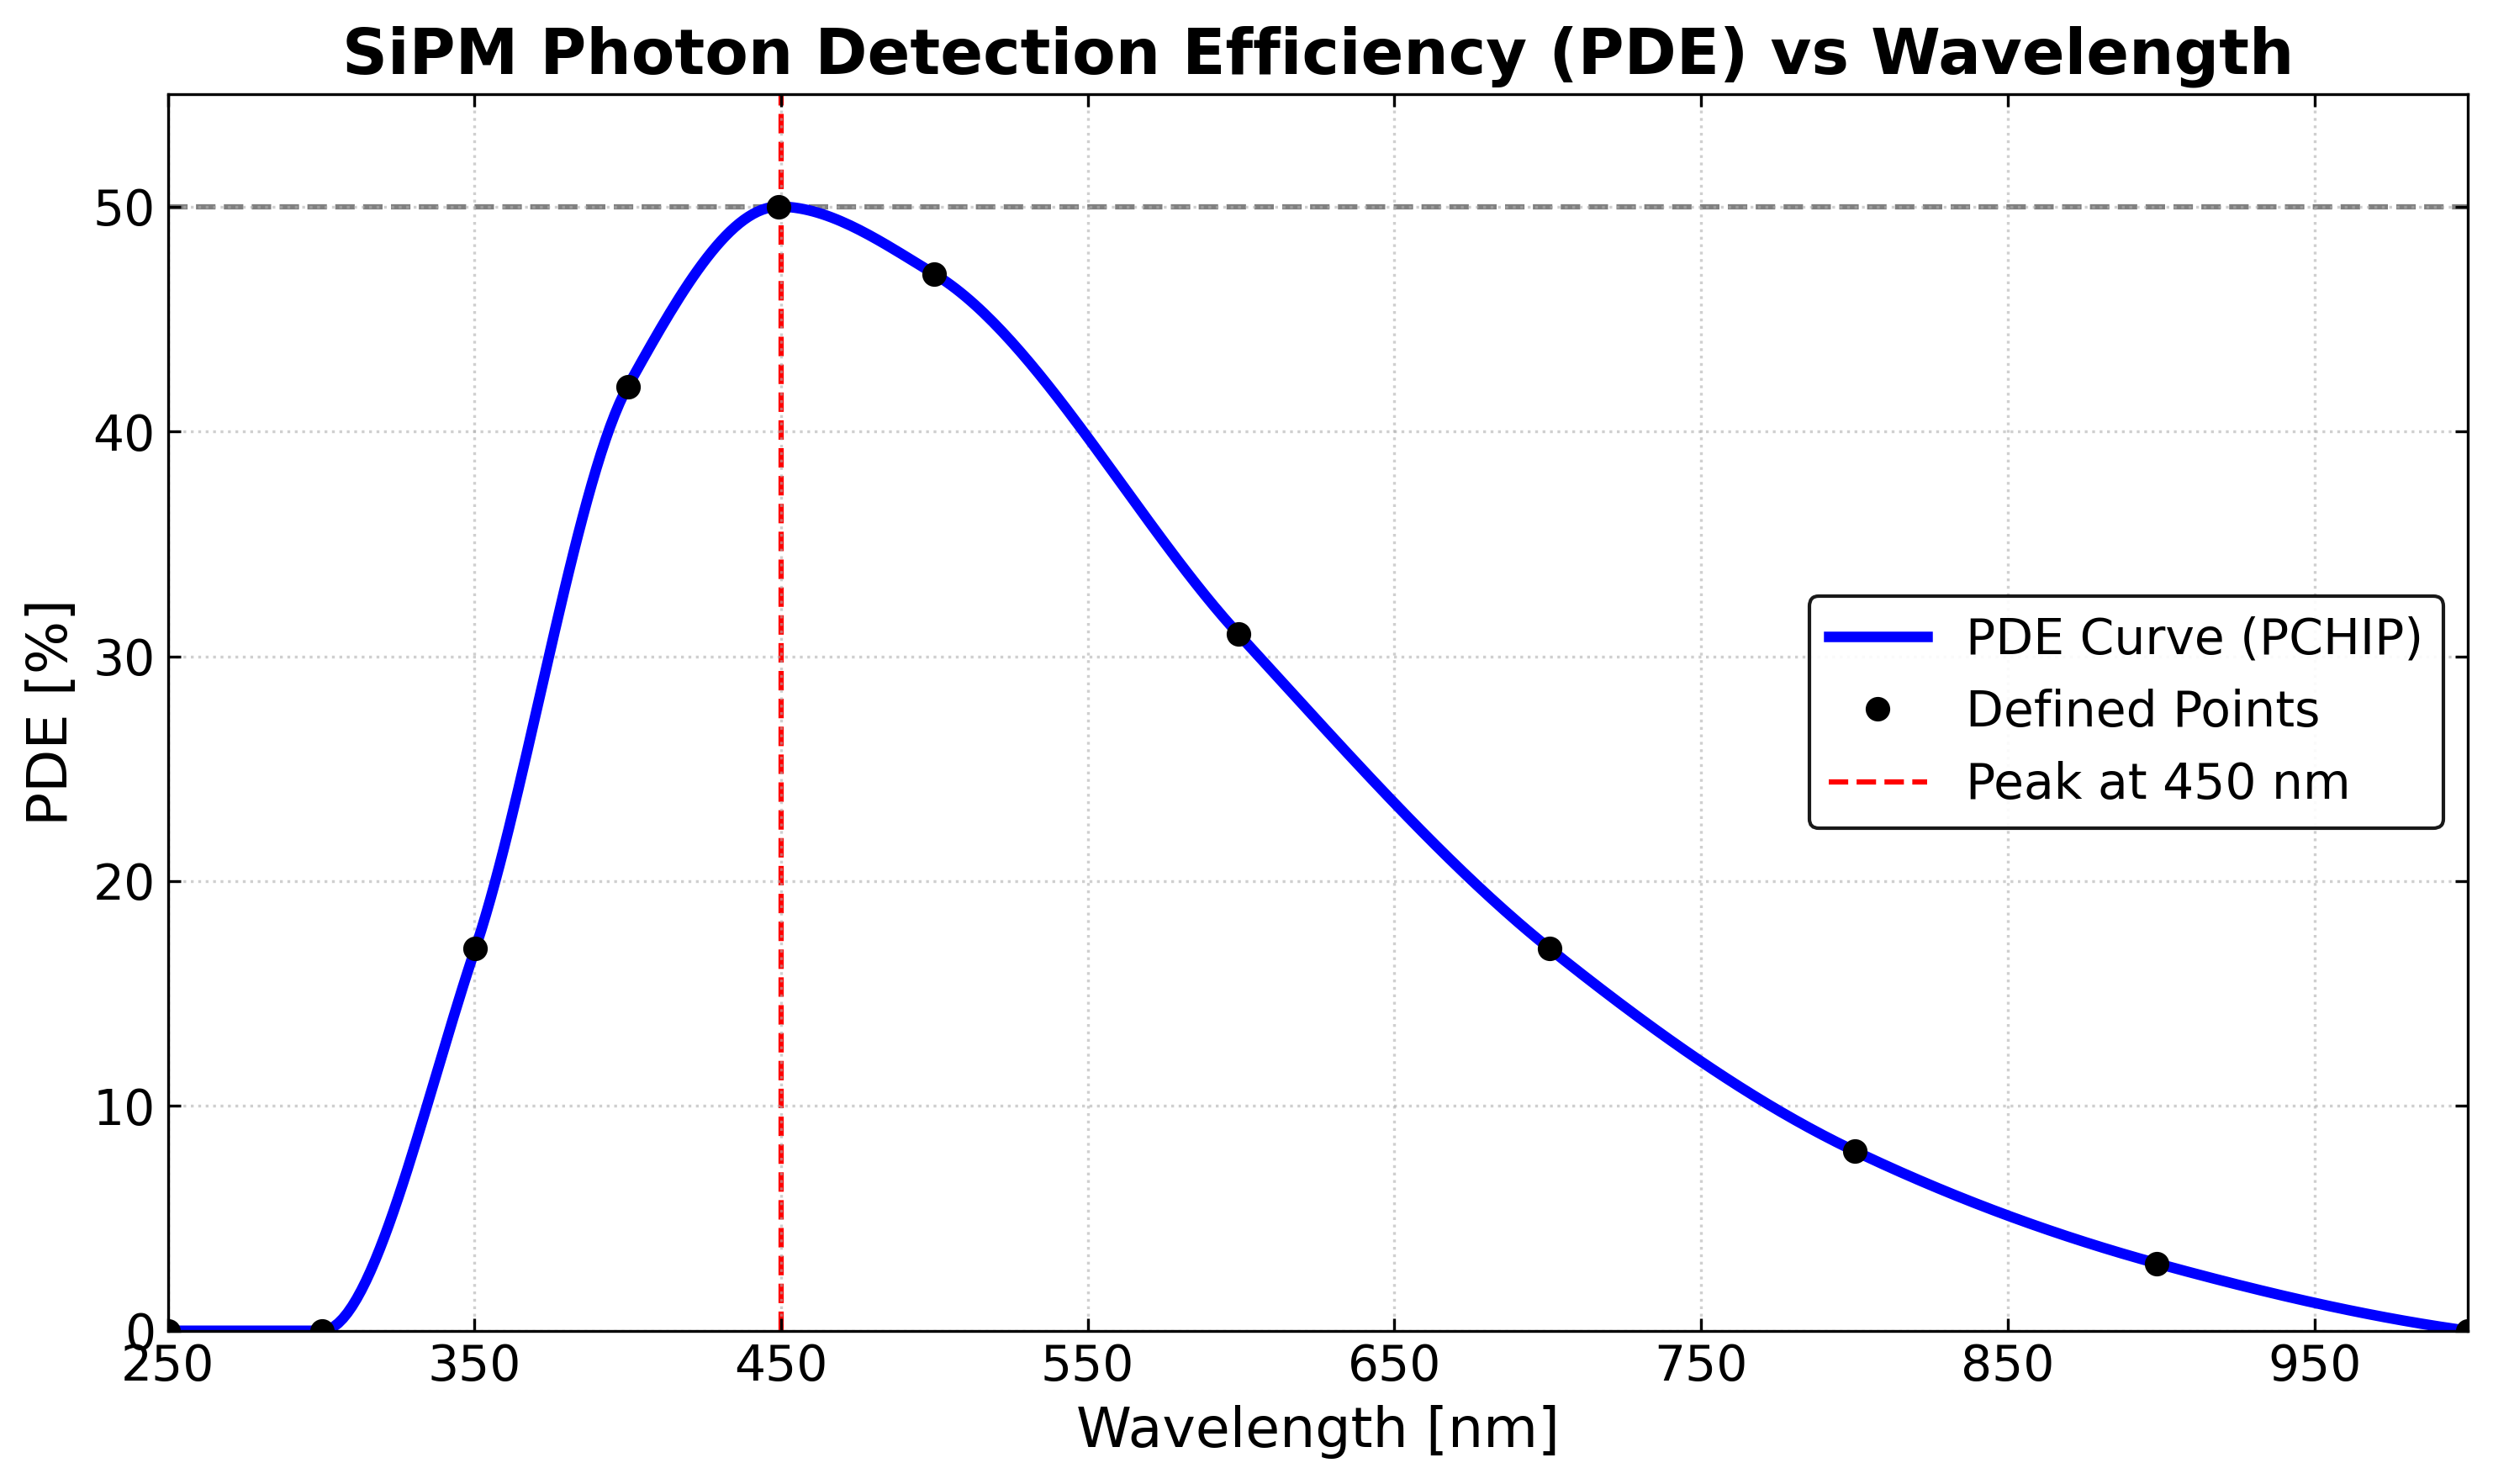 SiPM Photon Detection Efficiency (PDE) vs Wavelength
PDE [%]
50
40
30
20
10
0
250 350 450 550 650 750 850 950
Wavelength [nm]
PDE Curve (PCHIP)
Defined Points
Peak at 450 nm